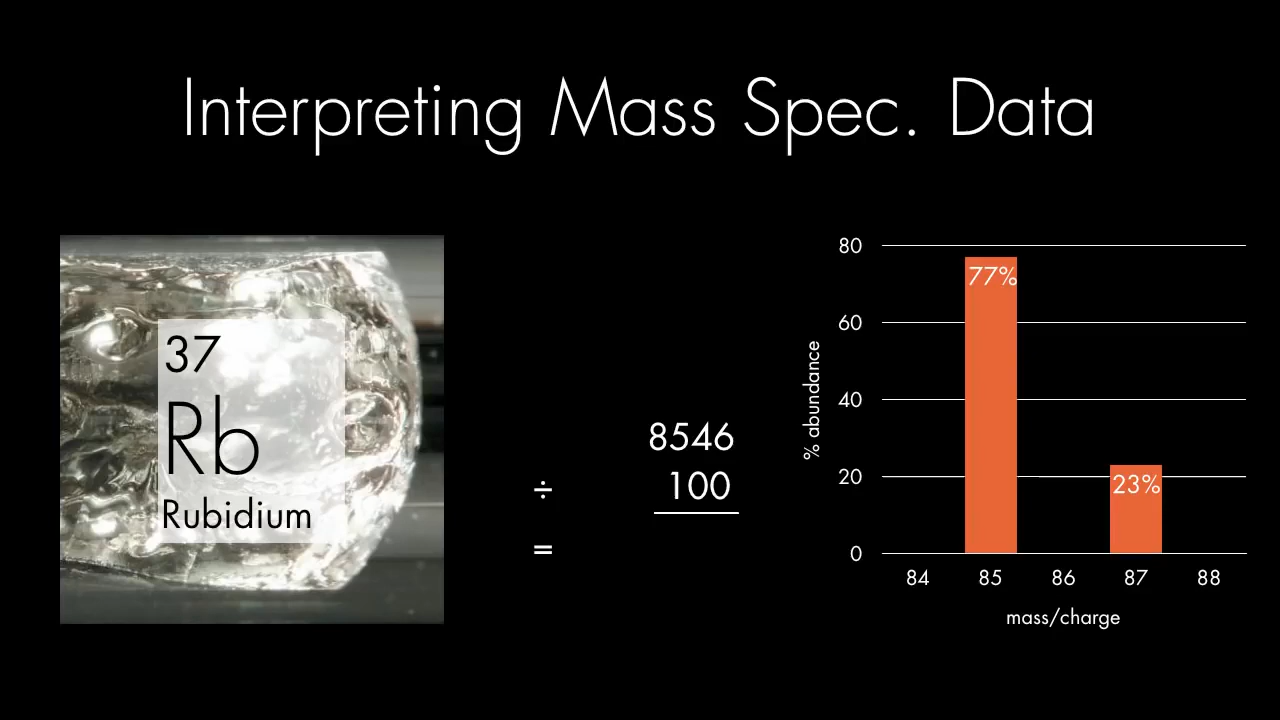 Interpreting Mass Spec. Data
37
Rb
Rubidium
8546
÷ 100
=
80
60
40
20
0
% abundance
77%
23%
84 85 86 87 88
mass/charge